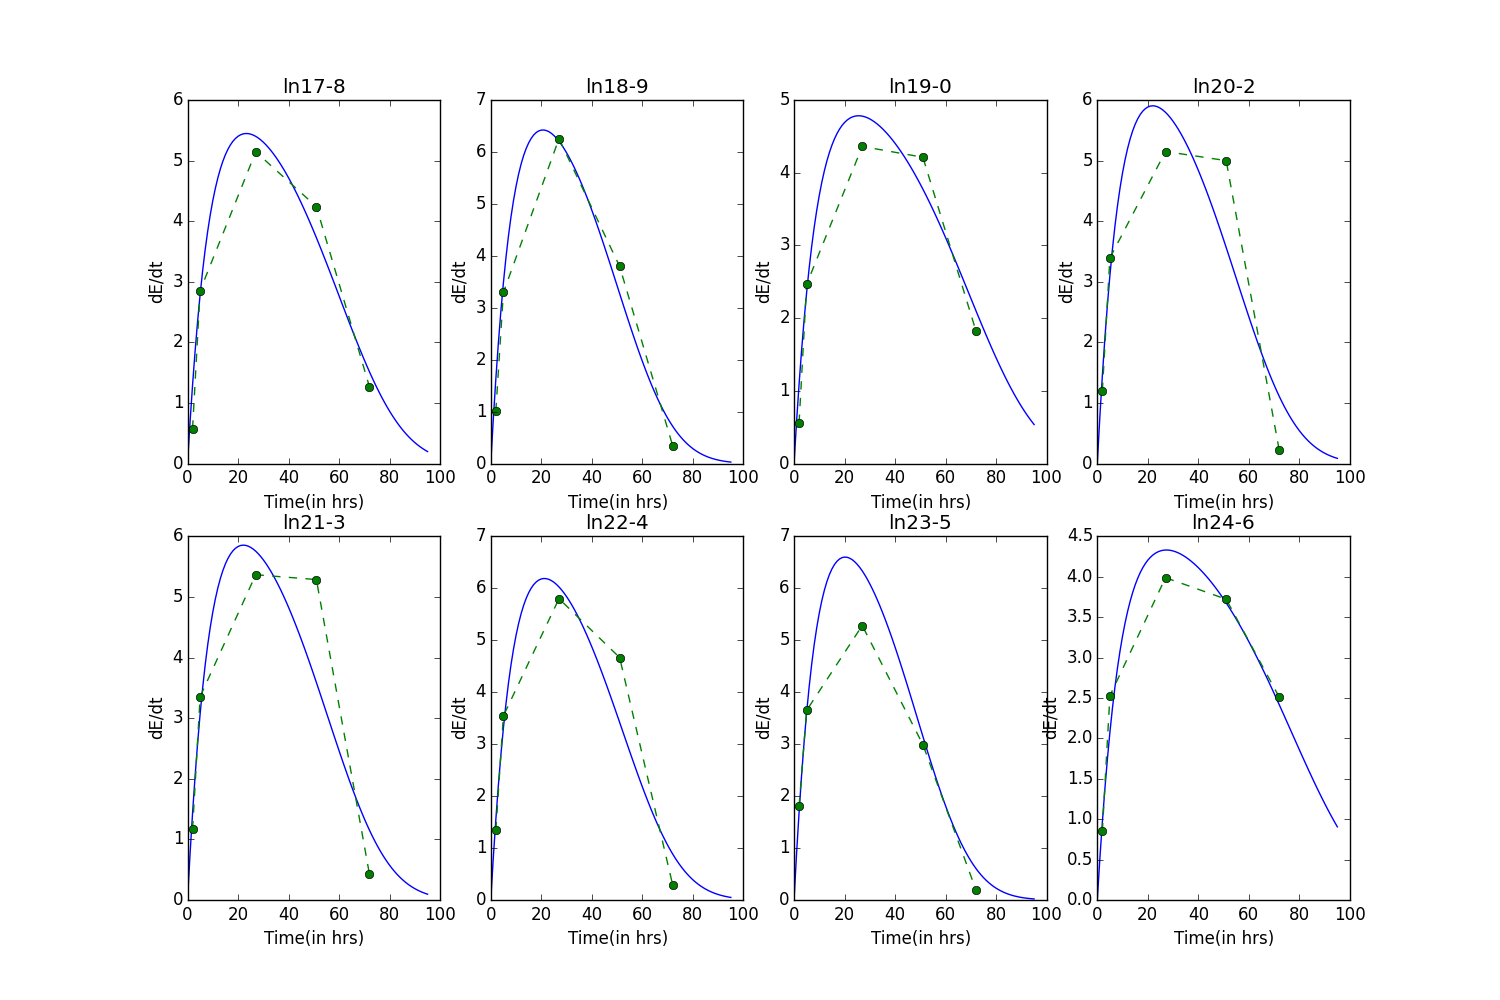 ln17-8 ln18-9 ln19-0 ln20-2
6 7 5 6
5 6 4 5
4 5 3 4
3 4 2 3
2 3 1 2
1 2 0 1
0 1 0
0
dE/dt dE/dt dE/dt dE/dt
0 20 40 60 80 100 0 20 40 60 80 100 0 20 40 60 80 100 0 20 40 60 80 100
Time(in hrs) Time(in hrs) Time(in hrs) Time(in hrs)
ln21-3 ln22-4 ln23-5 ln24-6
6 7 7 4.5
5 6 6 4.0
4 5 5 3.5
3 4 4 3.0
2 3 3 2.5
1 2 2 2.0
0 1 1 1.5
0 0 1.0
0.5
0.0
dE/dt dE/dt dE/dt dE/dt
0 20 40 60 80 100 0 20 40 60 80 100 0 20 40 60 80 100 0 20 40 60 80 100
Time(in hrs) Time(in hrs) Time(in hrs) Time(in hrs)